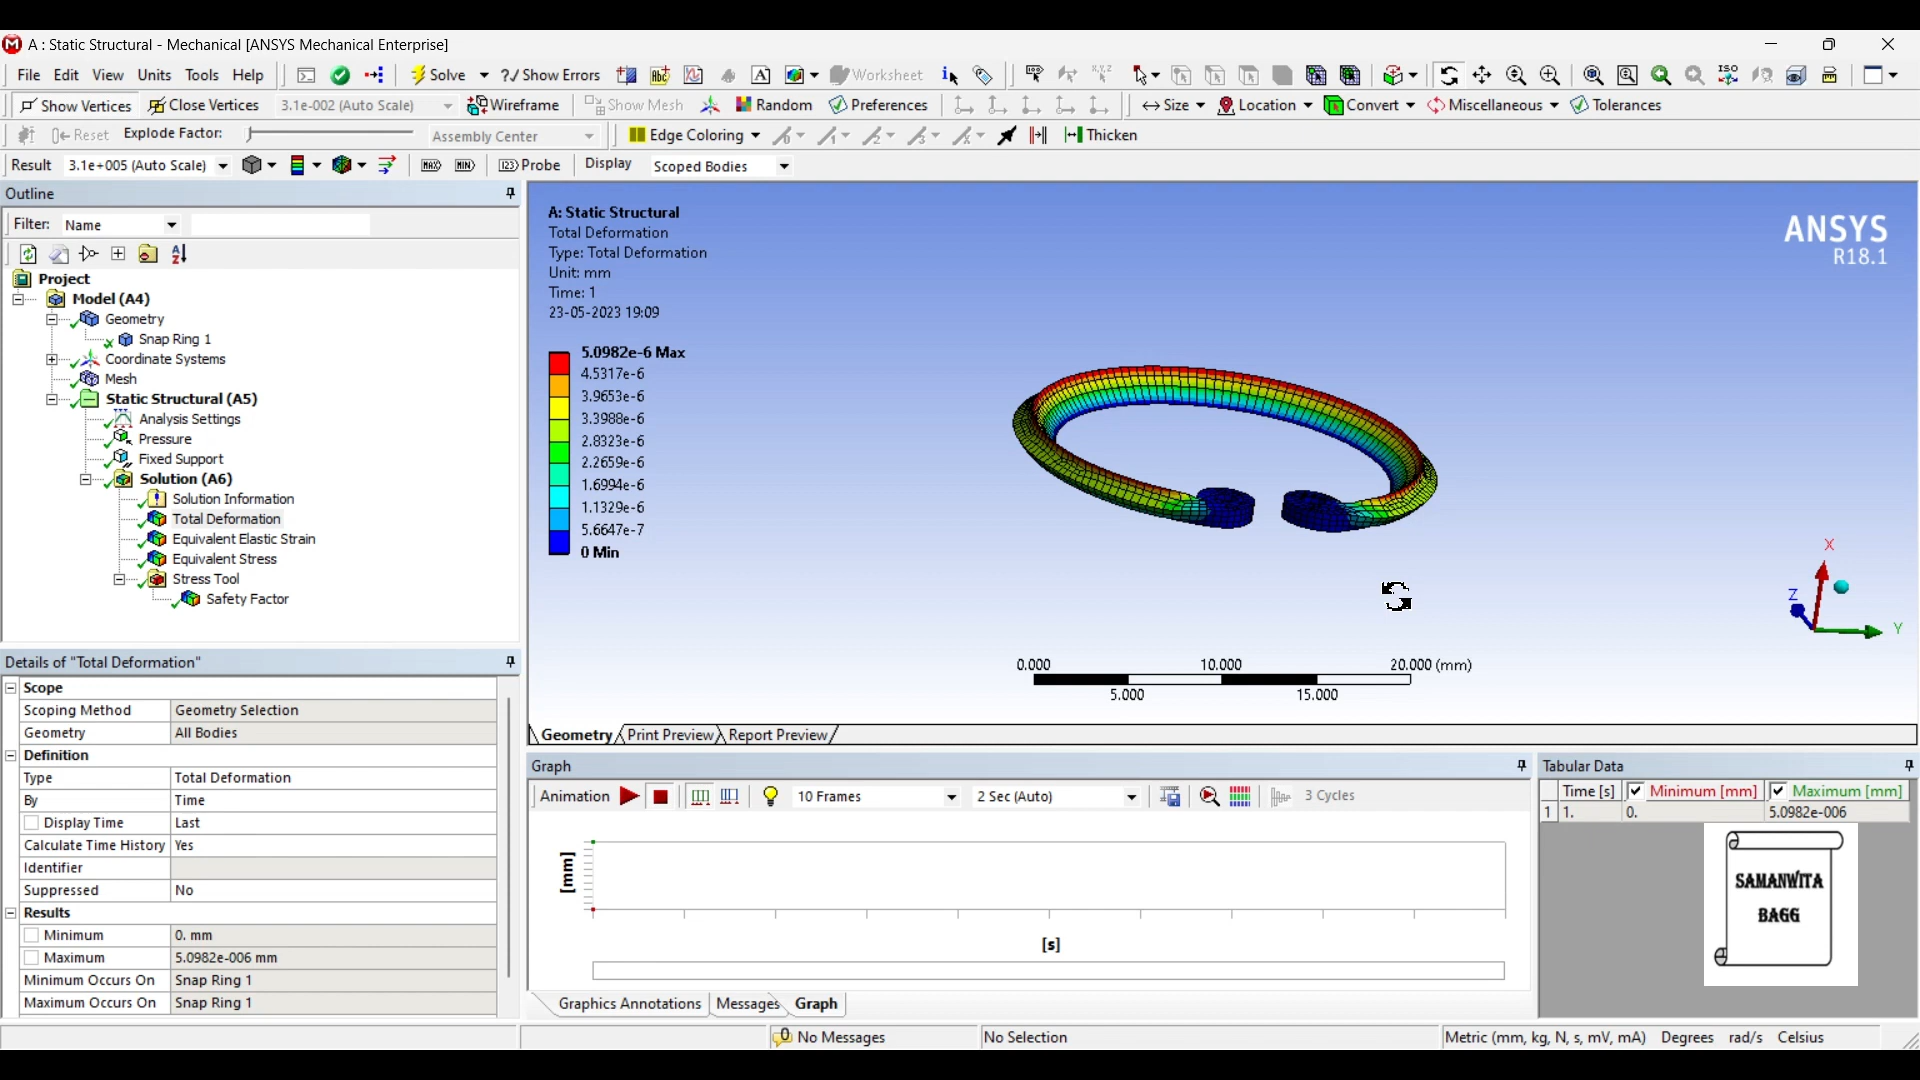 A : Static Structural - Mechanical [ANSYS Mechanical Enterprise]
File Edit View Units Tools Help Solve ?/ Show Errors Worksheet
Show Vertices Close Vertices 3.1e-002 (Auto Scale) Wireframe Show Mesh Random Preferences Size Location Convert Miscellaneous Tolerances
Reset Explode Factor: Assembly Center Edge Coloring Thicken
Result 3.1e+005 (Auto Scale) MAX MIN Probe Display Scoped Bodies
Outline
Filter: Name
Project
Model (A4)
Geometry
Snap Ring 1
Coordinate Systems
Mesh
Static Structural (A5)
Analysis Settings
Pressure
Fixed Support
Solution (A6)
Solution Information
Total Deformation
Equivalent Elastic Strain
Equivalent Stress
Stress Tool
Safety Factor
A: Static Structural
Total Deformation
Type: Total Deformation
Unit: mm
Time: 1
23-05-2023 19:09
5.0982e-6 Max
4.5317e-6
3.9653e-6
3.3988e-6
2.8323e-6
2.2659e-6
1.6994e-6
1.1329e-6
5.6647e-7
0 Min
ANSYS
R18.1
X
Z
Y
0.000 10.000 20.000 (mm)
5.000 15.000
Geometry Print Preview Report Preview
Details of "Total Deformation"
Scope
Scoping Method Geometry Selection
Geometry All Bodies
Definition
Type Total Deformation
By Time
Display Time Last
Calculate Time History Yes
Identifier
Suppressed No
Results
Minimum 0. mm
Maximum 5.0982e-006 mm
Minimum Occurs On Snap Ring 1
Maximum Occurs On Snap Ring 1
Graph
Animation 10 Frames 2 Sec (Auto) 3 Cycles
[mm]
[s]
Graphics Annotations Messages Graph
Tabular Data
Time [s] Minimum [mm] Maximum [mm]
1 1. 0. 5.0982e-006
SAMANWITA
BAGG
No Messages No Selection Metric (mm, kg, N, s, mV, mA) Degrees rad/s Celsius